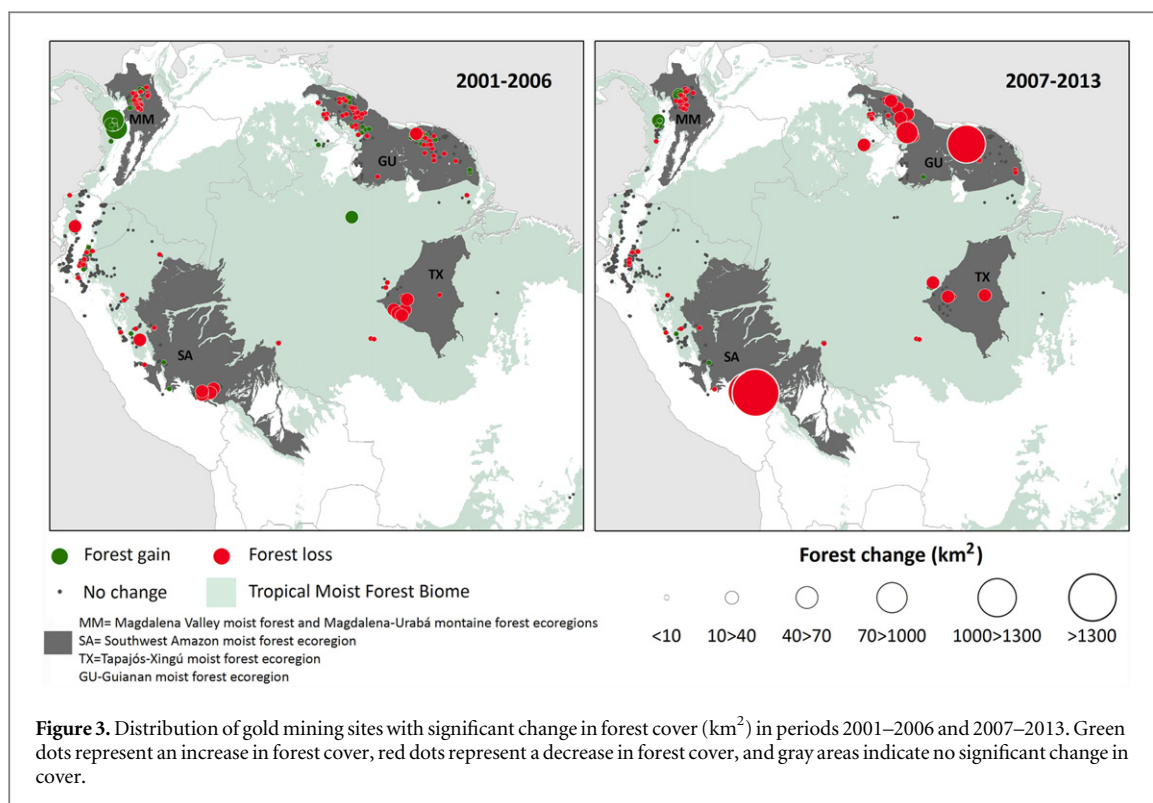 2001-2006
MM
GU
TX
SA
2007-2013
MM
GU
TX
SA
Forest gain
Forest loss
No change
Tropical Moist Forest Biome
MM= Magdalena Valley moist forest and Magdalena-Urabá montaine forest ecoregions
SA= Southwest Amazon moist forest ecoregion
TX=Tapajós-Xingú moist forest ecoregion
GU-Guianan moist forest ecoregion
Forest change (km²)
<10 10>40 40>70 70>1000 1000>1300 >1300
Figure 3. Distribution of gold mining sites with significant change in forest cover (km²) in periods 2001–2006 and 2007–2013. Green
dots represent an increase in forest cover, red dots represent a decrease in forest cover, and gray areas indicate no significant change in
cover.